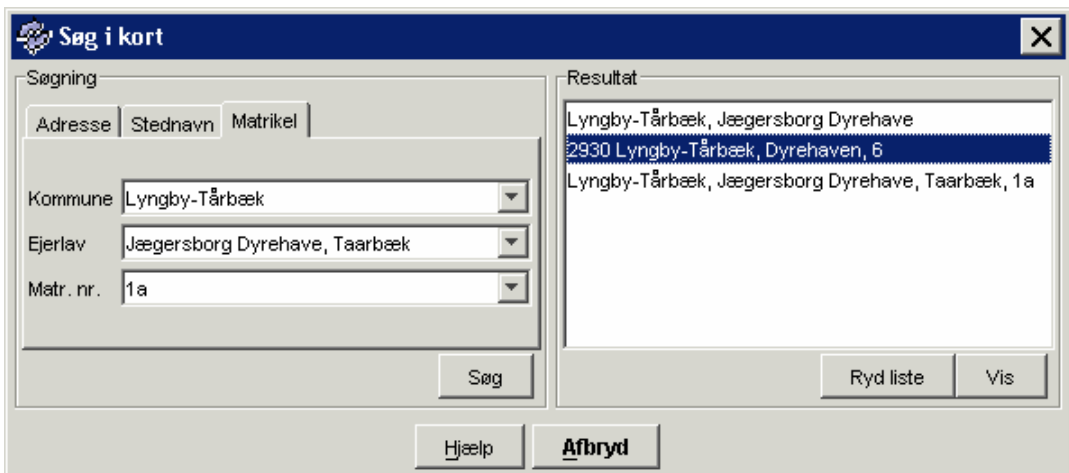 Søg i kort
Søgning
Adresse Stednavn Matrikel
Kommune Lyngby-Tårbæk
Ejerlav Jægersborg Dyrehave, Taarbæk
Matr. nr. 1a
Søg
Resultat
Lyngby-Tårbæk, Jægersborg Dyrehave
2930 Lyngby-Tårbæk, Dyrehaven, 6
Lyngby-Tårbæk, Jægersborg Dyrehave, Taarbæk, 1a
Ryd liste Vis
Hjælp Afbryd